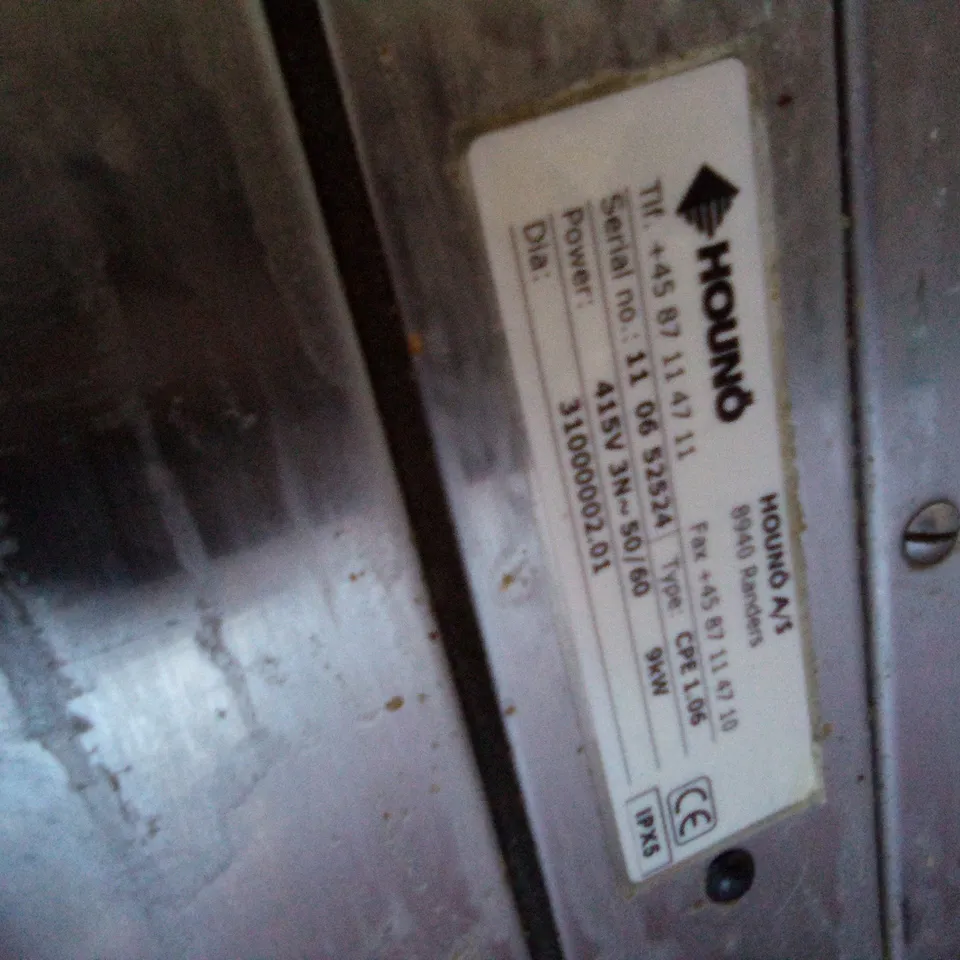 HOUNÖ
HOUNÖ A/S
8940 Randers
Tlf. +45 87 11 47 11 Fax +45 87 11 47 10
Serial no.: 11 06 52524 Type: CPE 1.06
Power: 415V 3N~ 50/60 9kW
Dia: 31000002.01
CE
IPX5